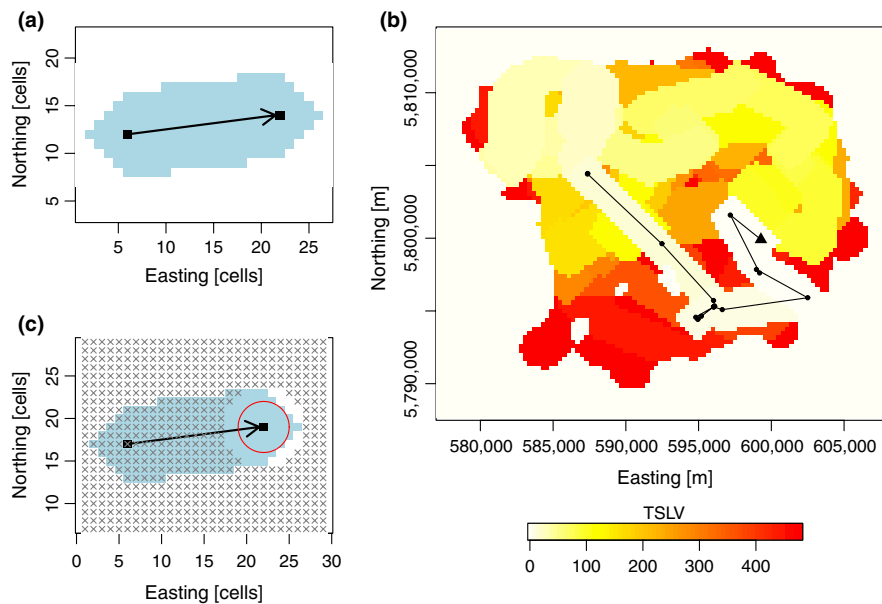 (a)
Northing [cells]
20
15
10
5
5 10 15 20 25
Easting [cells]
(b)
Northing [m]
5,810,000
5,800,000
5,790,000
580,000 585,000 590,000 595,000 600,000 605,000
Easting [m]
TSLV
0 100 200 300 400
(c)
Northing [cells]
25
20
15
10
0 5 10 15 20 25 30
Easting [cells]